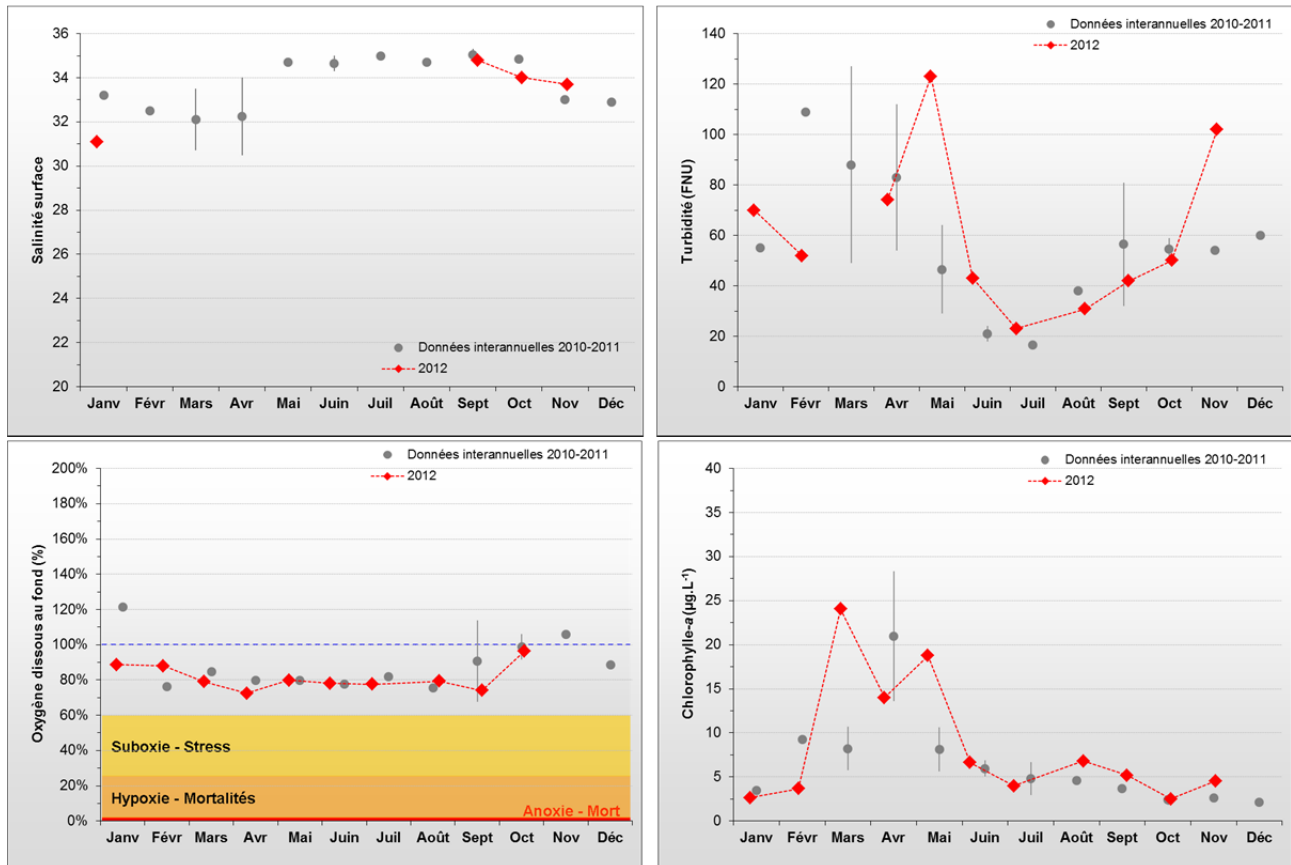 36
34
32
30
28
26
24
22
20
Salinité surface
Données interannuelles 2010-2011
2012
Janv Févr Mars Avr Mai Juin Juil Août Sept Oct Nov Déc
140
120
100
80
60
40
20
0
Turbidité (FNU)
Données interannuelles 2010-2011
2012
Janv Févr Mars Avr Mai Juin Juil Août Sept Oct Nov Déc
200%
180%
160%
140%
120%
100%
80%
60%
40%
20%
0%
Oxygène dissous au fond (%)
Données interannuelles 2010-2011
2012
Suboxie - Stress
Hypoxie - Mortalités
Anoxie - Mort
Janv Févr Mars Avr Mai Juin Juil Août Sept Oct Nov Déc
40
35
30
25
20
15
10
5
0
Chlorophylle-a (µg.L⁻¹)
Données interannuelles 2010-2011
2012
Janv Févr Mars Avr Mai Juin Juil Août Sept Oct Nov Déc